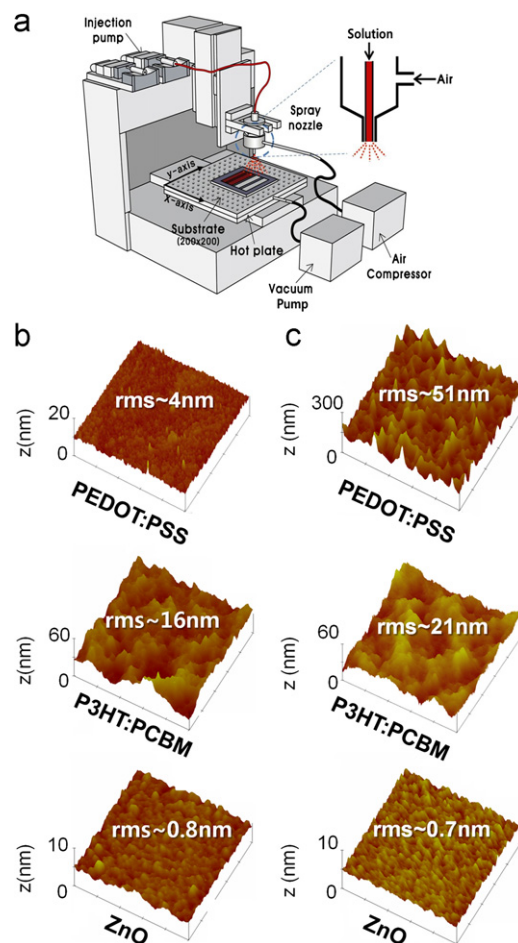 a
Injection
pump
Solution
Air
Spray
nozzle
y-axis
x-axis
Substrate
(200x200)
Hot plate
Vacuum
Pump
Air
Compressor
b
c
rms~4nm
20
0
z(nm)
PEDOT:PSS
rms~51nm
300
0
z (nm)
PEDOT:PSS
rms~16nm
60
0
z(nm)
P3HT:PCBM
rms~21nm
60
0
z (nm)
P3HT:PCBM
rms~0.8nm
10
0
z(nm)
ZnO
rms~0.7nm
10
0
z (nm)
ZnO